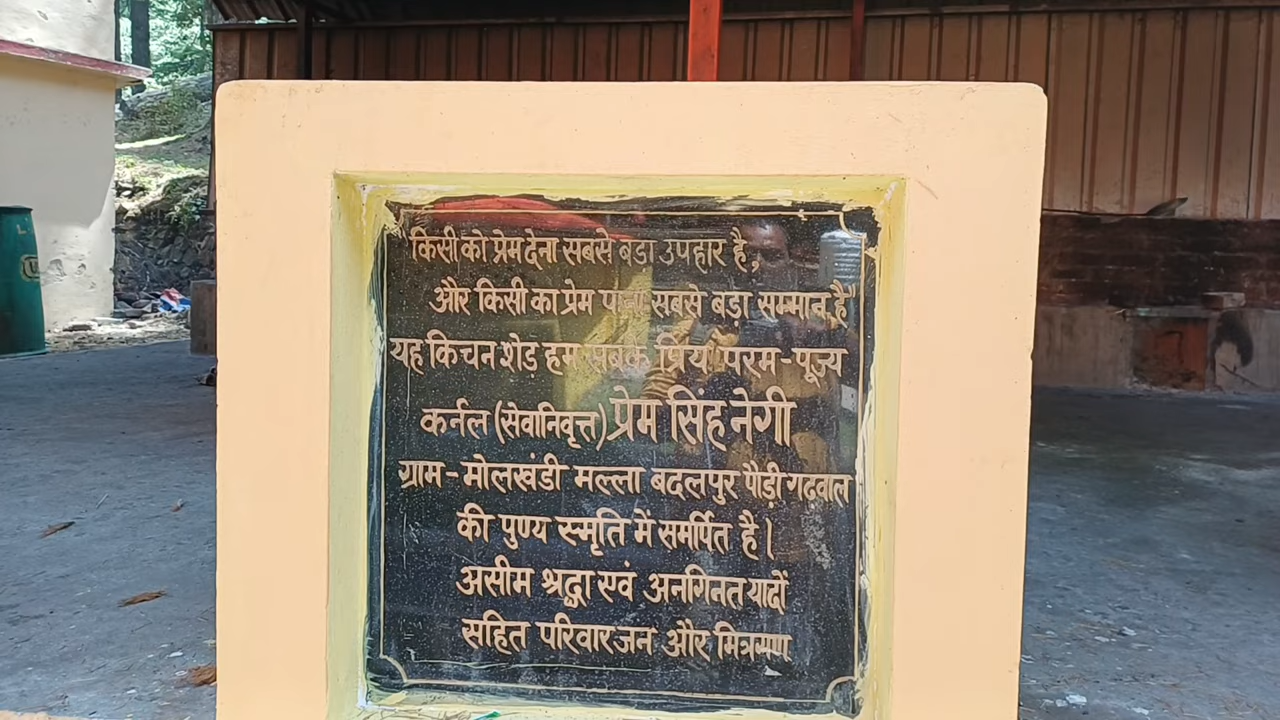 "किसी को प्रेम देना सबसे बडा उपहार है,
और किसी का प्रेम पाना सबसे बड़ा सम्मान है"
यह किचन शेड हम सबके प्रिय परम-पूज्य
कर्नल (सेवानिवृत्त) प्रेम सिंह नेगी
ग्राम-मोलखंडी मल्ला बदलपुर पौड़ी गढवाल
की पुण्य स्मृति में समर्पित है।
असीम श्रद्धा एवं अनगिनत यादों
सहित परिवारजन और मित्रगण